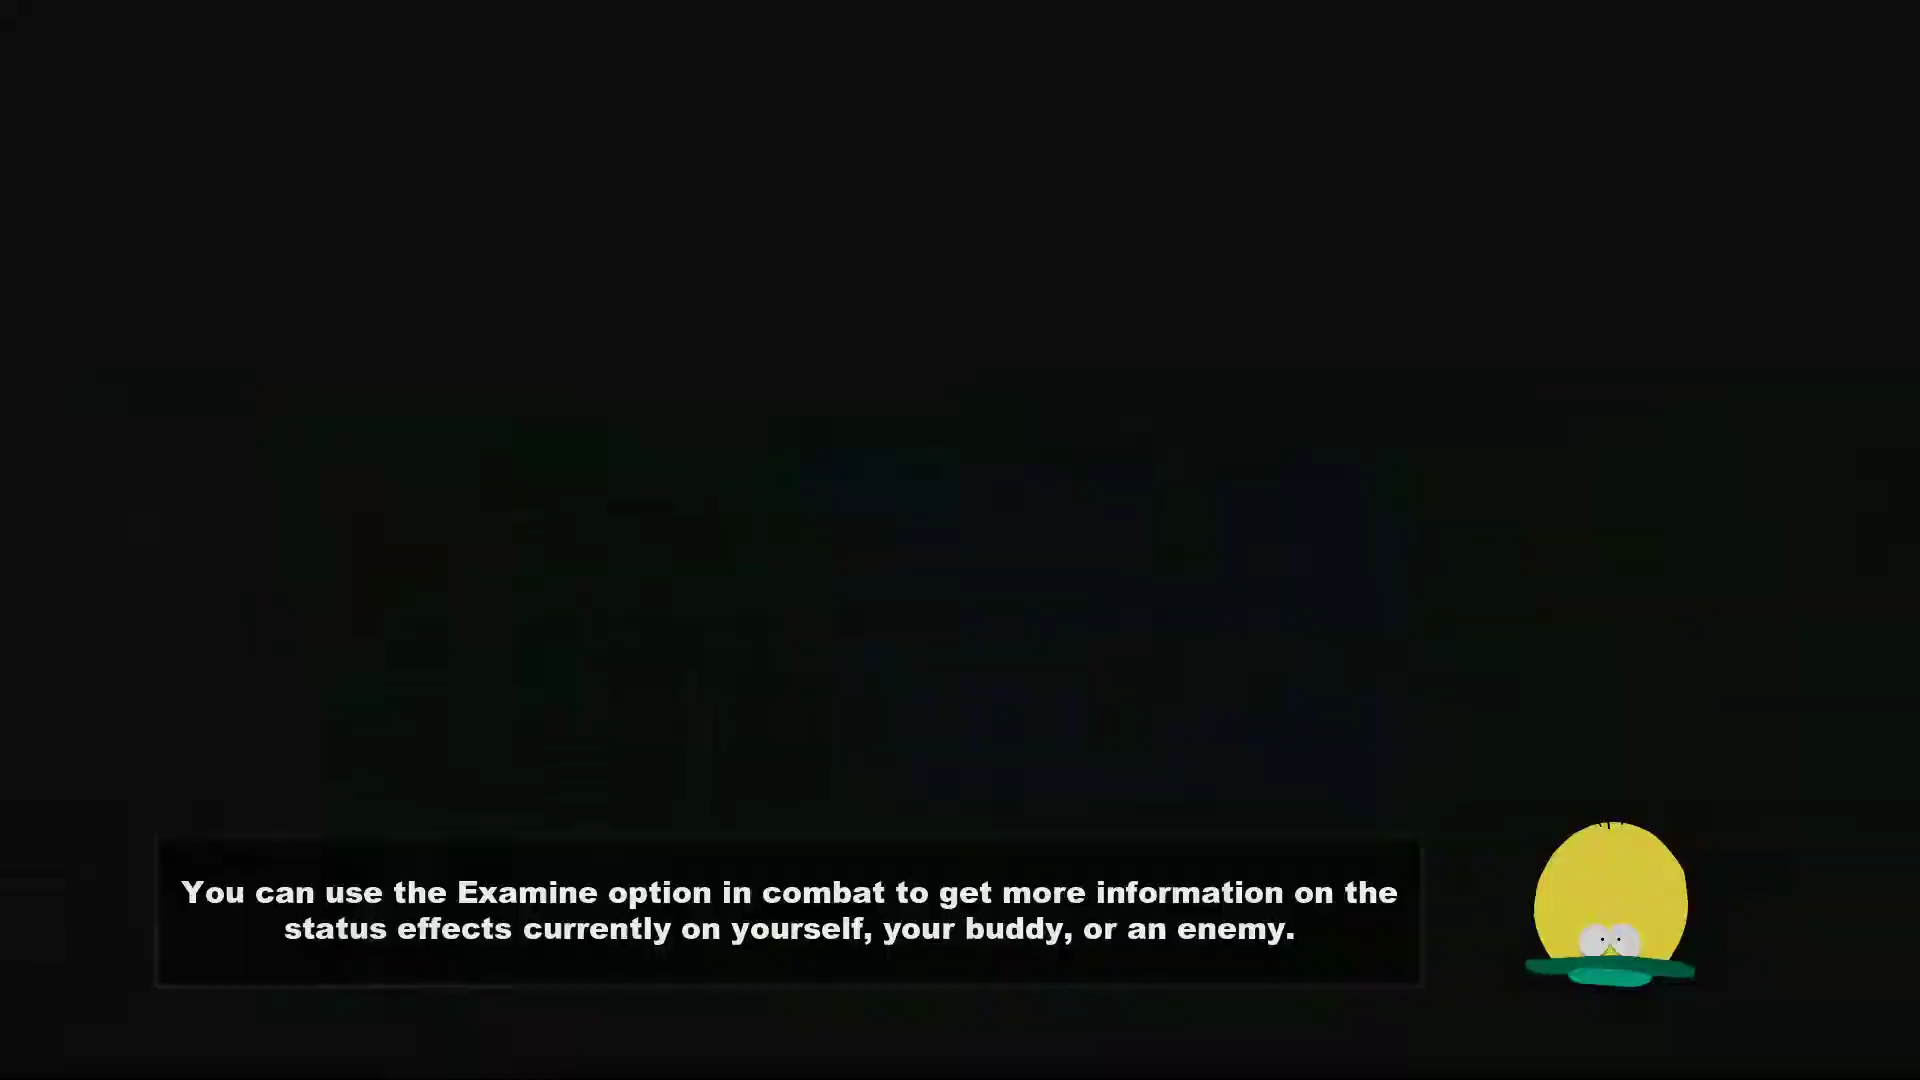 You can use the Examine option in combat to get more information on the
status effects currently on yourself, your buddy, or an enemy.